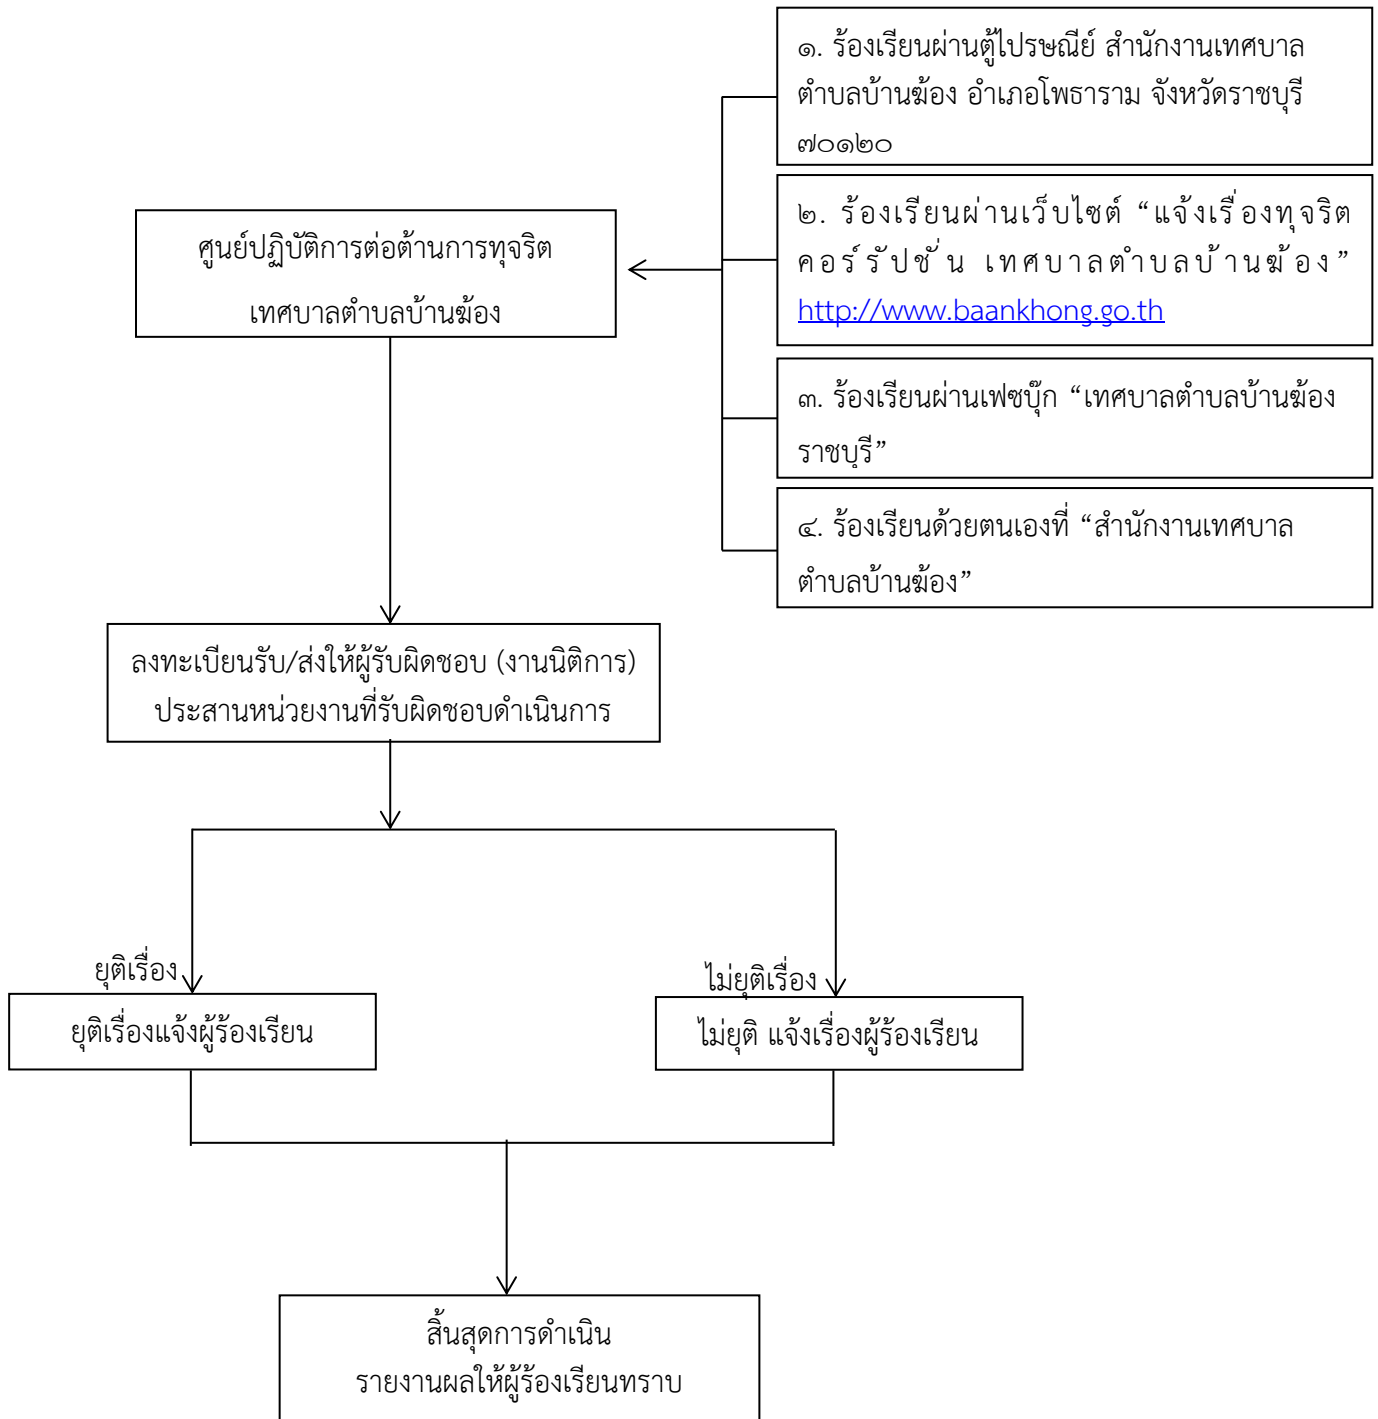 ๑. ร้องเรียนผ่านตู้ไปรษณีย์ สำนักงานเทศบาล
ตำบลบ้านฆ้อง อำเภอโพธาราม จังหวัดราชบุรี
๗๐๑๒๐
๒. ร้องเรียนผ่านเว็บไซต์ “แจ้งเรื่องทุจริต
คอร์รัปชั่น เทศบาลตำบลบ้านฆ้อง”
http://www.baankhong.go.th
๓. ร้องเรียนผ่านเฟซบุ๊ก “เทศบาลตำบลบ้านฆ้อง
ราชบุรี”
๔. ร้องเรียนด้วยตนเองที่ “สำนักงานเทศบาล
ตำบลบ้านฆ้อง”
ศูนย์ปฏิบัติการต่อต้านการทุจริต
เทศบาลตำบลบ้านฆ้อง
ลงทะเบียนรับ/ส่งให้ผู้รับผิดชอบ (งานนิติการ)
ประสานหน่วยงานที่รับผิดชอบดำเนินการ
ยุติเรื่อง
ยุติเรื่องแจ้งผู้ร้องเรียน
ไม่ยุติเรื่อง
ไม่ยุติ แจ้งเรื่องผู้ร้องเรียน
สิ้นสุดการดำเนิน
รายงานผลให้ผู้ร้องเรียนทราบ